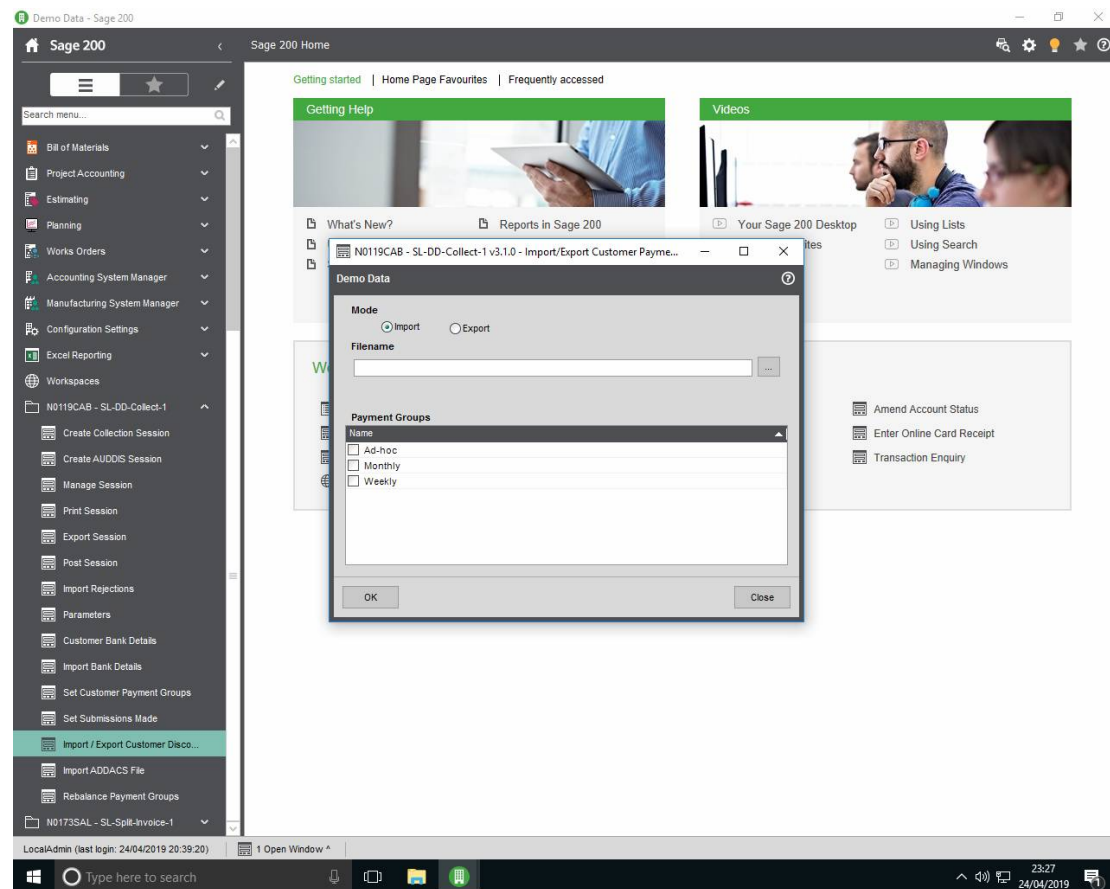 Demo Data - Sage 200
Sage 200
Sage 200 Home
Getting started | Home Page Favourites | Frequently accessed
Search menu...
Bill of Materials
Project Accounting
Estimating
Planning
Works Orders
Accounting System Manager
Manufacturing System Manager
Configuration Settings
Excel Reporting
Workspaces
N0119CAB - SL-DD-Collect-1
Create Collection Session
Create AUDDIS Session
Manage Session
Print Session
Export Session
Post Session
Import Rejections
Parameters
Customer Bank Details
Import Bank Details
Set Customer Payment Groups
Set Submissions Made
Import / Export Customer Disco...
Import ADDACS File
Rebalance Payment Groups
N0173SAL - SL-Split-Invoice-1
Getting Help
What's New?
Reports in Sage 200
Videos
Your Sage 200 Desktop
Using Lists
Using Search
Managing Windows
N0119CAB - SL-DD-Collect-1 v3.1.0 - Import/Export Customer Payme...
Demo Data
Mode
Import Export
Filename
...
Payment Groups
Name
Ad-hoc
Monthly
Weekly
OK
Close
Amend Account Status
Enter Online Card Receipt
Transaction Enquiry
LocalAdmin (last login: 24/04/2019 20:39:20)
1 Open Window ^
Type here to search
23:27
24/04/2019